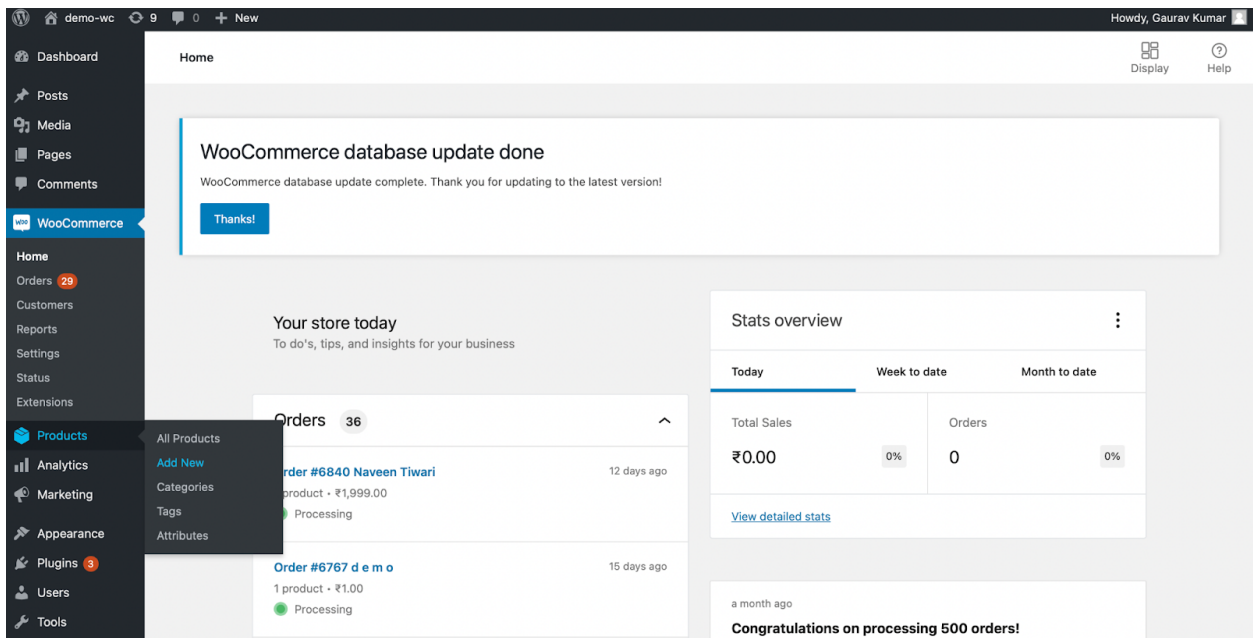 demo-wc 9 0 New
Howdy, Gaurav Kumar
Dashboard
Posts
Media
Pages
Comments
WooCommerce
Home
Orders 29
Customers
Reports
Settings
Status
Extensions
Products
Analytics
Marketing
Appearance
Plugins 3
Users
Tools
All Products
Add New
Categories
Tags
Attributes
Home
Display
Help
WooCommerce database update done
WooCommerce database update complete. Thank you for updating to the latest version!
Thanks!
Your store today
To do's, tips, and insights for your business
Orders 36
Order #6840 Naveen Tiwari
12 days ago
product • ₹1,999.00
Processing
Order #6767 d e m o
15 days ago
1 product • ₹1.00
Processing
Stats overview
Today
Week to date
Month to date
Total Sales
₹0.00 0%
Orders
0 0%
View detailed stats
a month ago
Congratulations on processing 500 orders!